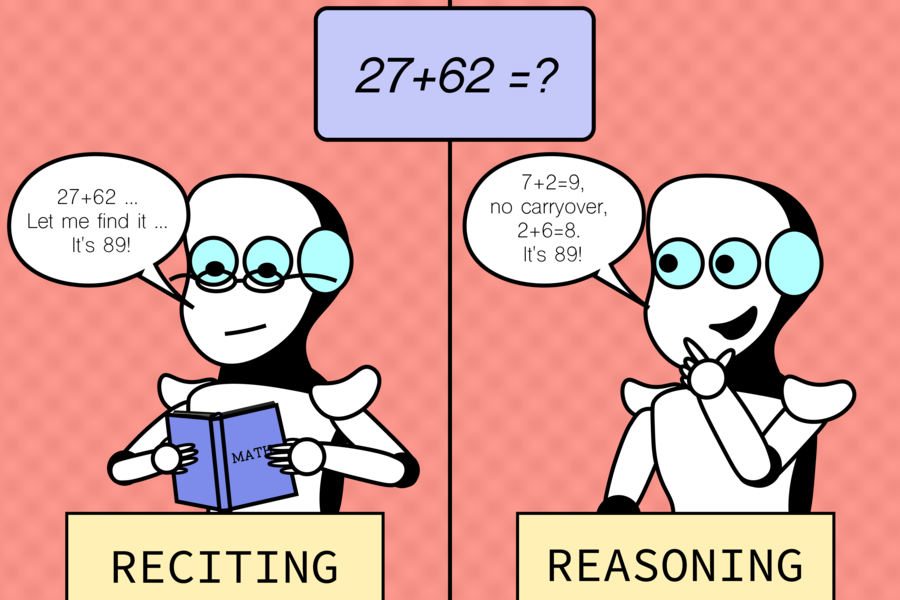 27+62 =?
27+62 ...
Let me find it ...
It's 89!
7+2=9,
no carryover,
2+6=8.
It's 89!
MATH
RECITING
REASONING